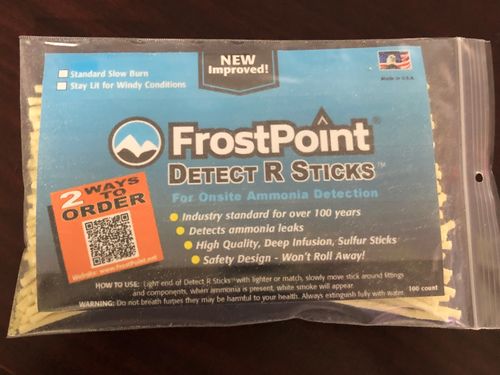 NEW
Improved!
Standard Slow Burn
Stay Lit for Windy Conditions
Made in U.S.A.
FrostPoint®
DETECT R STICKS™
For Onsite Ammonia Detection
2 WAYS TO ORDER
Industry standard for over 100 years
Detects ammonia leaks
High Quality, Deep Infusion, Sulfur Sticks
Safety Design - Won't Roll Away!
Website: www.FrostPoint.net
HOW TO USE: Light end of Detect R Sticks™ with lighter or match, slowly move stick around fittings
and components, when ammonia is present, white smoke will appear.
100 count
WARNING: Do not breath fumes they may be harmful to your health. Always extinguish fully with water.